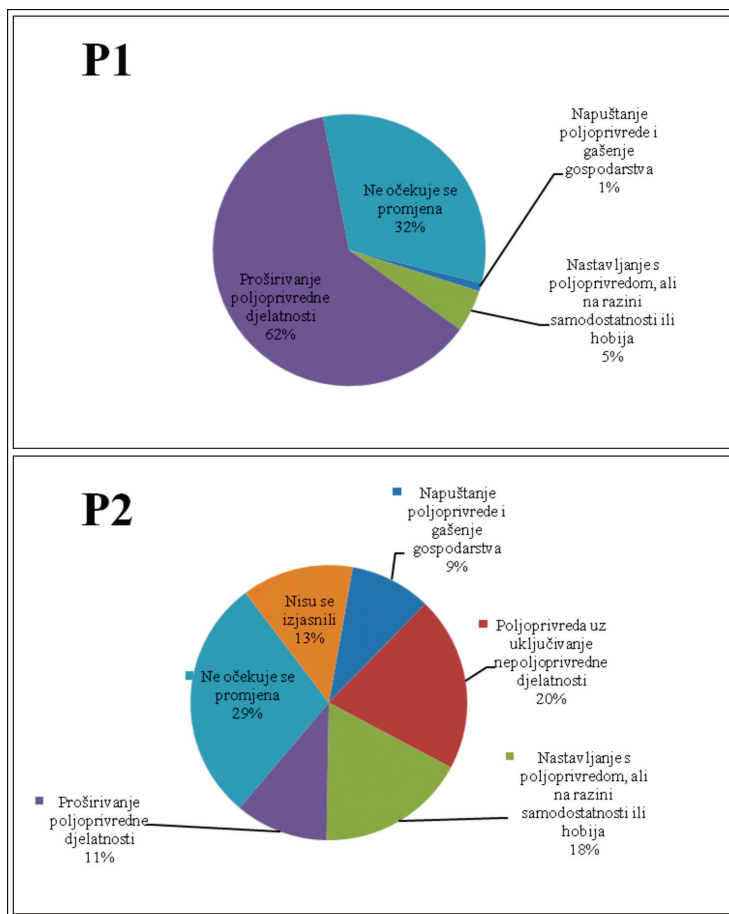 P1
Napuštanje
poljoprivrede i
gašenje
gospodarstva
1%
Ne očekuje se
promjena
32%
Nastavljanje s
poljoprivredom, ali
na razini
samodostatnosti ili
hobija
5%
Proširivanje
poljoprivredne
djelatnosti
62%
P2
Napuštanje
poljoprivrede i
gašenje
gospodarstva
9%
Nisu se
izjasnili
13%
Poljoprivreda uz
uključivanje
nepoljoprivredne
djelatnosti
20%
Ne očekuje se
promjena
29%
Nastavljanje s
poljoprivredom, ali
na razini
samodostatnosti ili
hobija
18%
Proširivanje
poljoprivredne
djelatnosti
11%